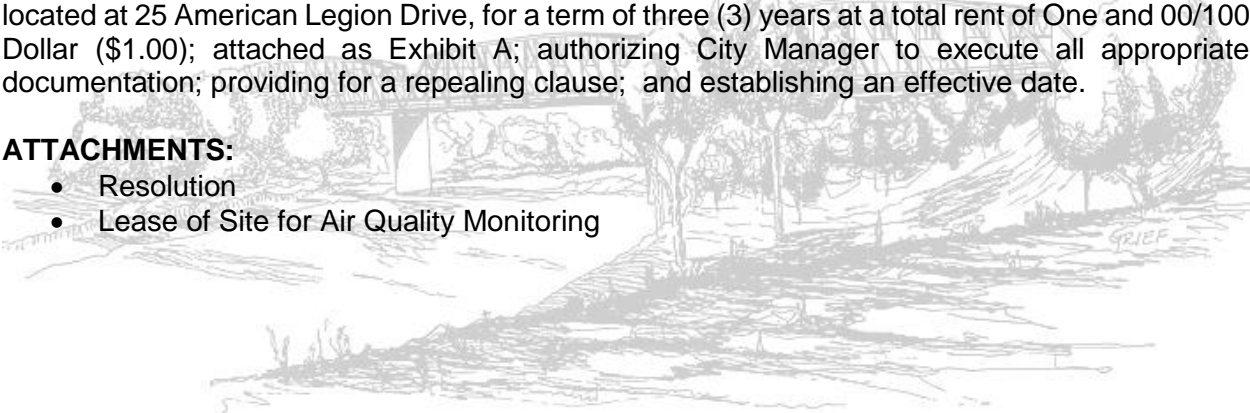 located at 25 American Legion Drive, for a term of three (3) years at a total rent of One and 00/100
Dollar ($1.00); attached as Exhibit A; authorizing City Manager to execute all appropriate
documentation; providing for a repealing clause;  and establishing an effective date.
ATTACHMENTS:
• Resolution
• Lease of Site for Air Quality Monitoring
GRIEF